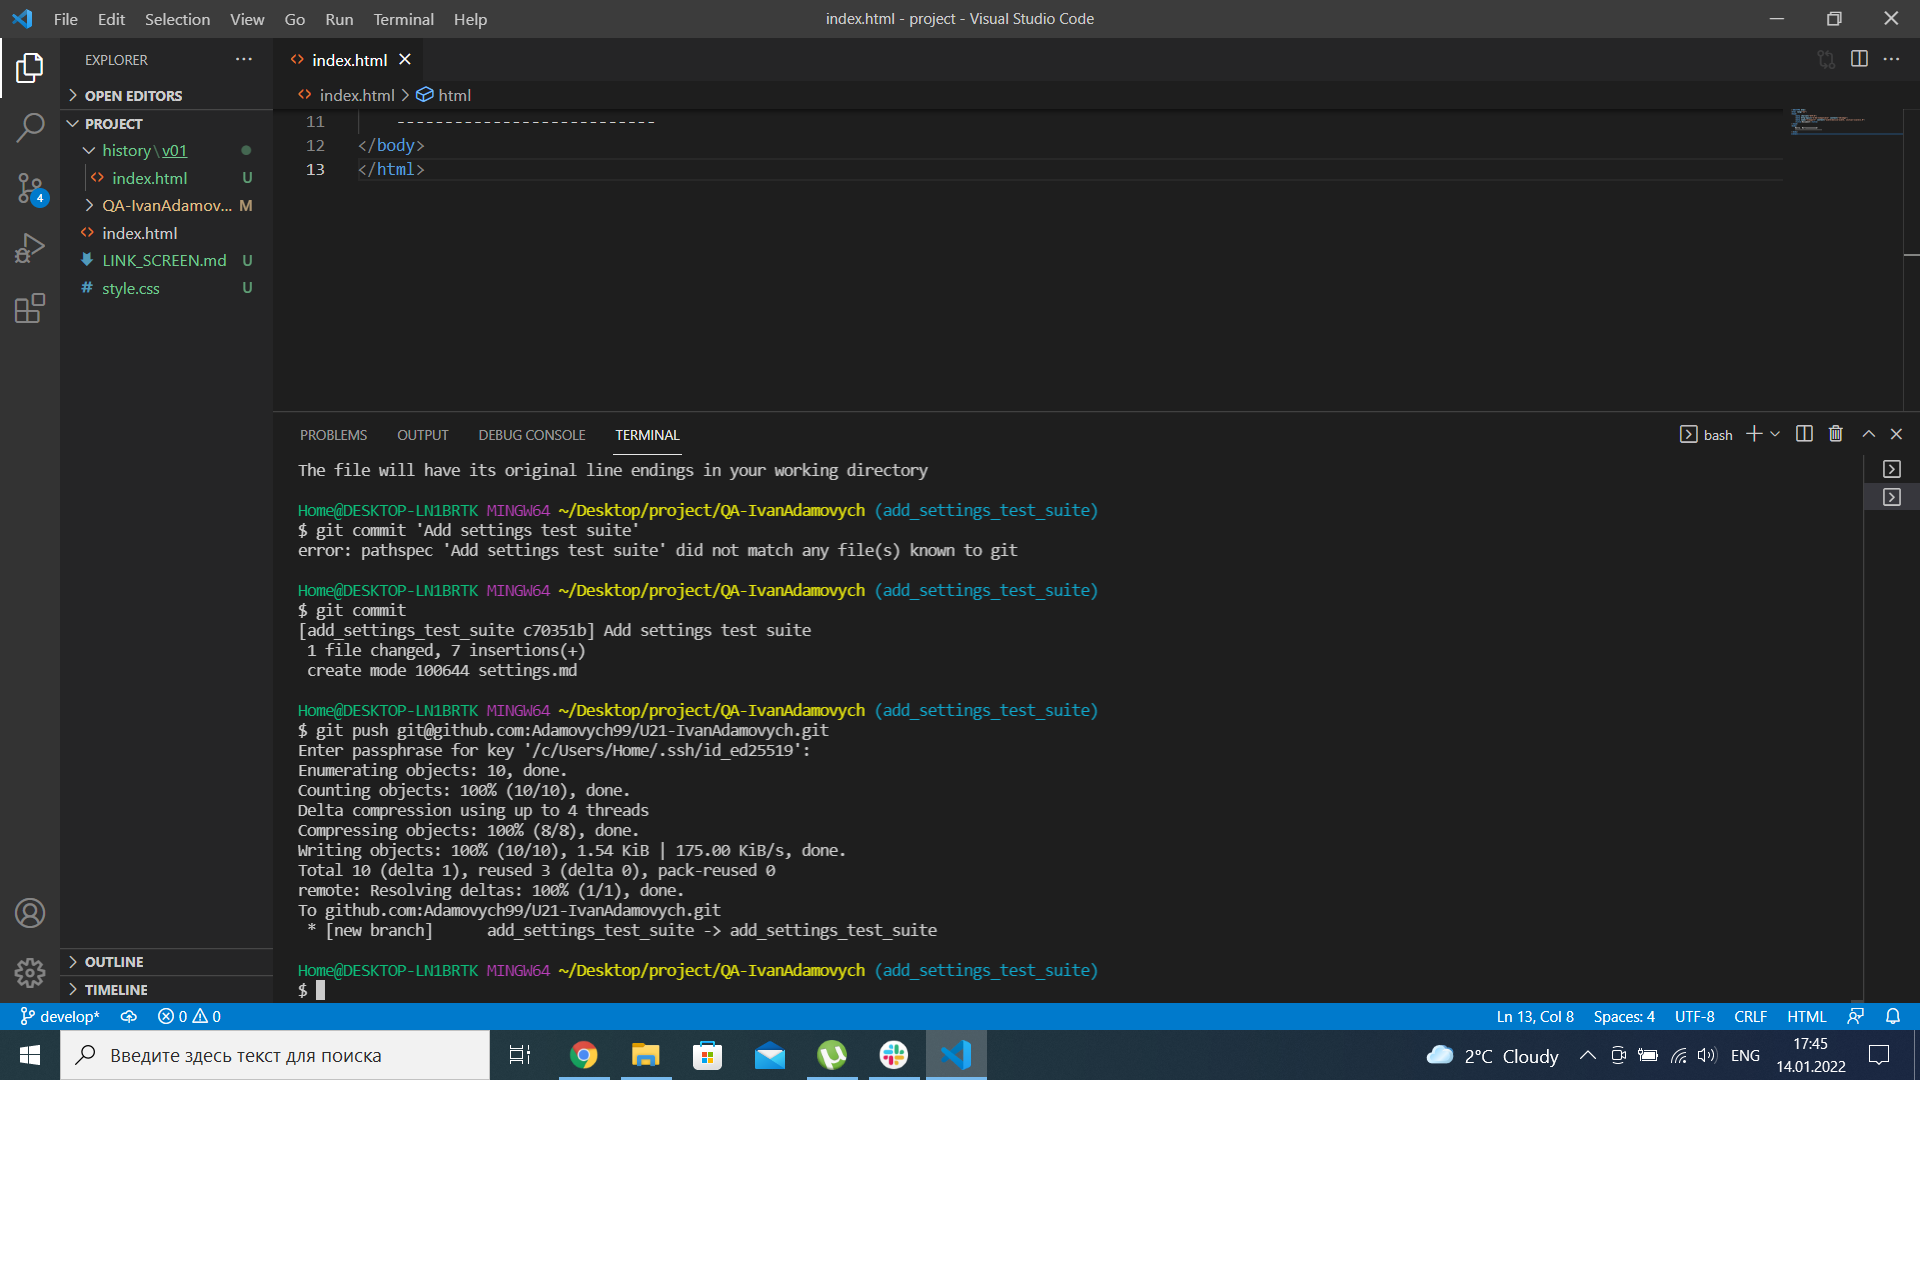 File Edit Selection View Go Run Terminal Help
index.html - project - Visual Studio Code
EXPLORER
OPEN EDITORS
PROJECT
history\v01
index.html U
QA-IvanAdamov... M
index.html
LINK_SCREEN.md U
style.css U
4
OUTLINE
TIMELINE
index.html
index.html > html
11 ---------------------------
12 </body>
13 </html>
PROBLEMS OUTPUT DEBUG CONSOLE TERMINAL
bash
The file will have its original line endings in your working directory
Home@DESKTOP-LN1BRTK MINGW64 ~/Desktop/project/QA-IvanAdamovych (add_settings_test_suite)
$ git commit 'Add settings test suite'
error: pathspec 'Add settings test suite' did not match any file(s) known to git
Home@DESKTOP-LN1BRTK MINGW64 ~/Desktop/project/QA-IvanAdamovych (add_settings_test_suite)
$ git commit
[add_settings_test_suite c70351b] Add settings test suite
1 file changed, 7 insertions(+)
create mode 100644 settings.md
Home@DESKTOP-LN1BRTK MINGW64 ~/Desktop/project/QA-IvanAdamovych (add_settings_test_suite)
$ git push git@github.com:Adamovych99/U21-IvanAdamovych.git
Enter passphrase for key '/c/Users/Home/.ssh/id_ed25519':
Enumerating objects: 10, done.
Counting objects: 100% (10/10), done.
Delta compression using up to 4 threads
Compressing objects: 100% (8/8), done.
Writing objects: 100% (10/10), 1.54 KiB | 175.00 KiB/s, done.
Total 10 (delta 1), reused 3 (delta 0), pack-reused 0
remote: Resolving deltas: 100% (1/1), done.
To github.com:Adamovych99/U21-IvanAdamovych.git
* [new branch] add_settings_test_suite -> add_settings_test_suite
Home@DESKTOP-LN1BRTK MINGW64 ~/Desktop/project/QA-IvanAdamovych (add_settings_test_suite)
$
develop* 0 0
Ln 13, Col 8 Spaces: 4 UTF-8 CRLF HTML
Введите здесь текст для поиска
2°C Cloudy
ENG
17:45
14.01.2022